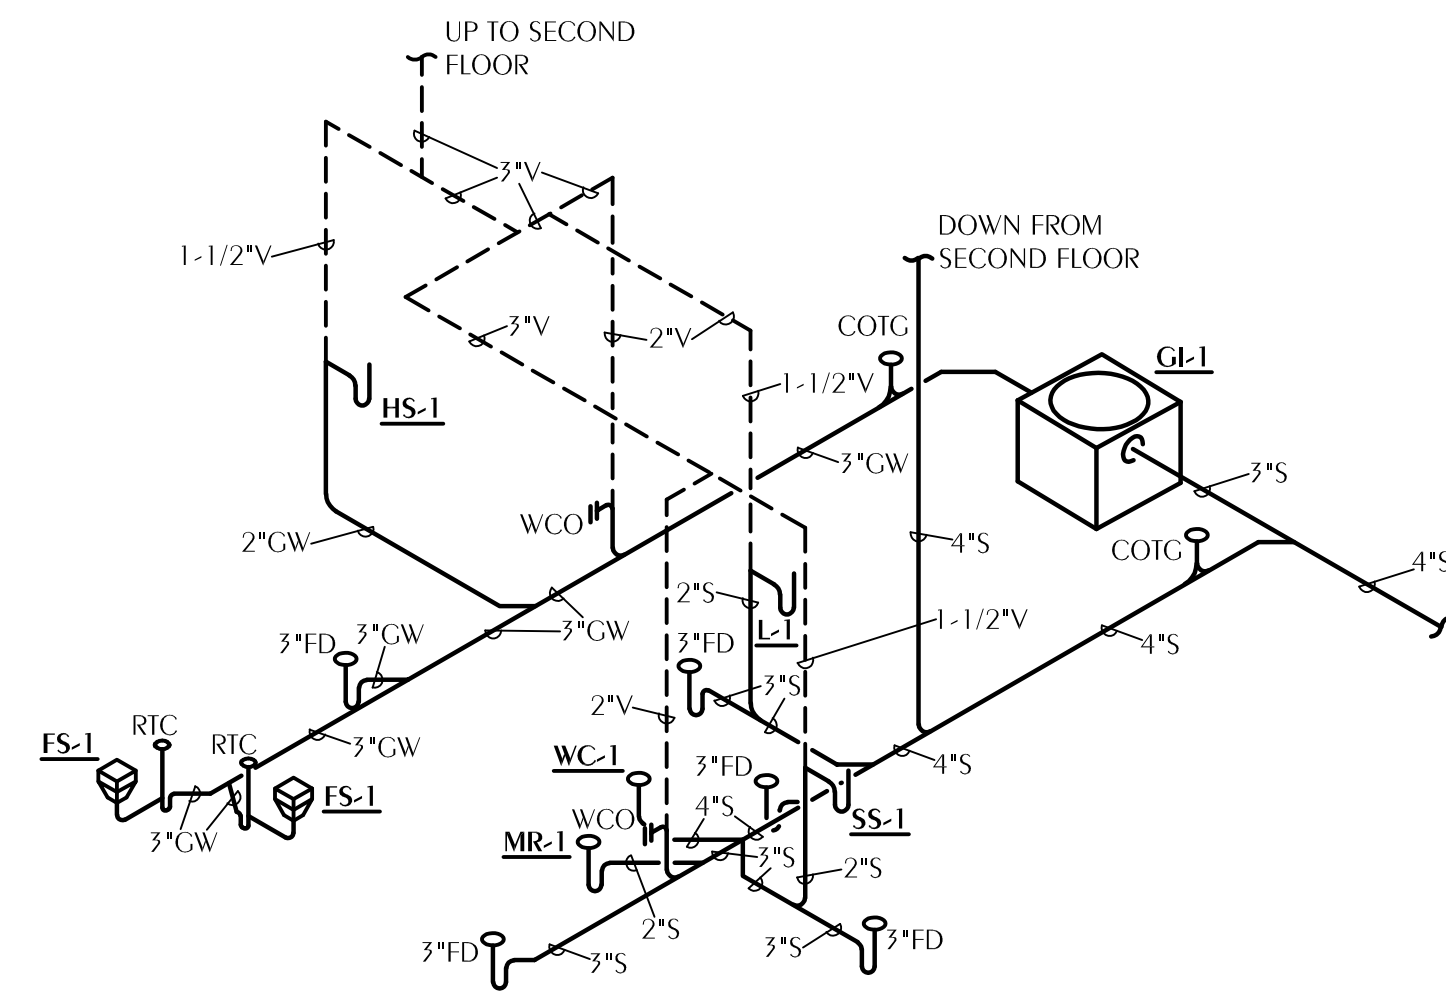 UP TO SECOND
FLOOR
3"V
1-1/2"V
DOWN FROM
SECOND FLOOR
3"V
2"V
COTG
GI-1
1-1/2"V
HS-1
3"GW
3"S
WCO
2"GW
4"S
COTG
4"S
2"S
1-1/2"V
3"GW
3"FD
3"GW
L-1
3"FD
4"S
3"S
2"V
RTC
FS-1
RTC
3"GW
WC-1
3"FD
4"S
FS-1
4"S
WCO
SS-1
3"GW
MR-1
3"S
2"S
2"S
3"FD
3"S
3"S
3"FD